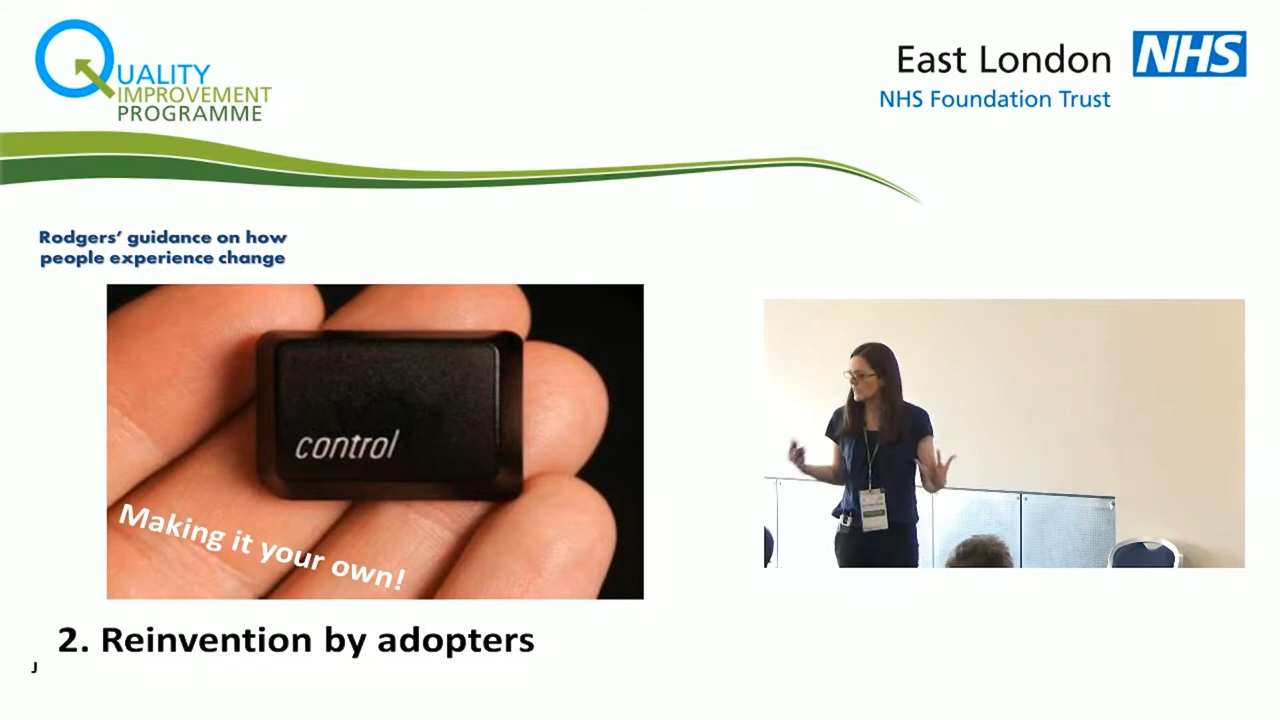 QUALITY
IMPROVEMENT
PROGRAMME
East London NHS
NHS Foundation Trust
Rodgers’ guidance on how
people experience change
control
Making it your own!
2. Reinvention by adopters
J